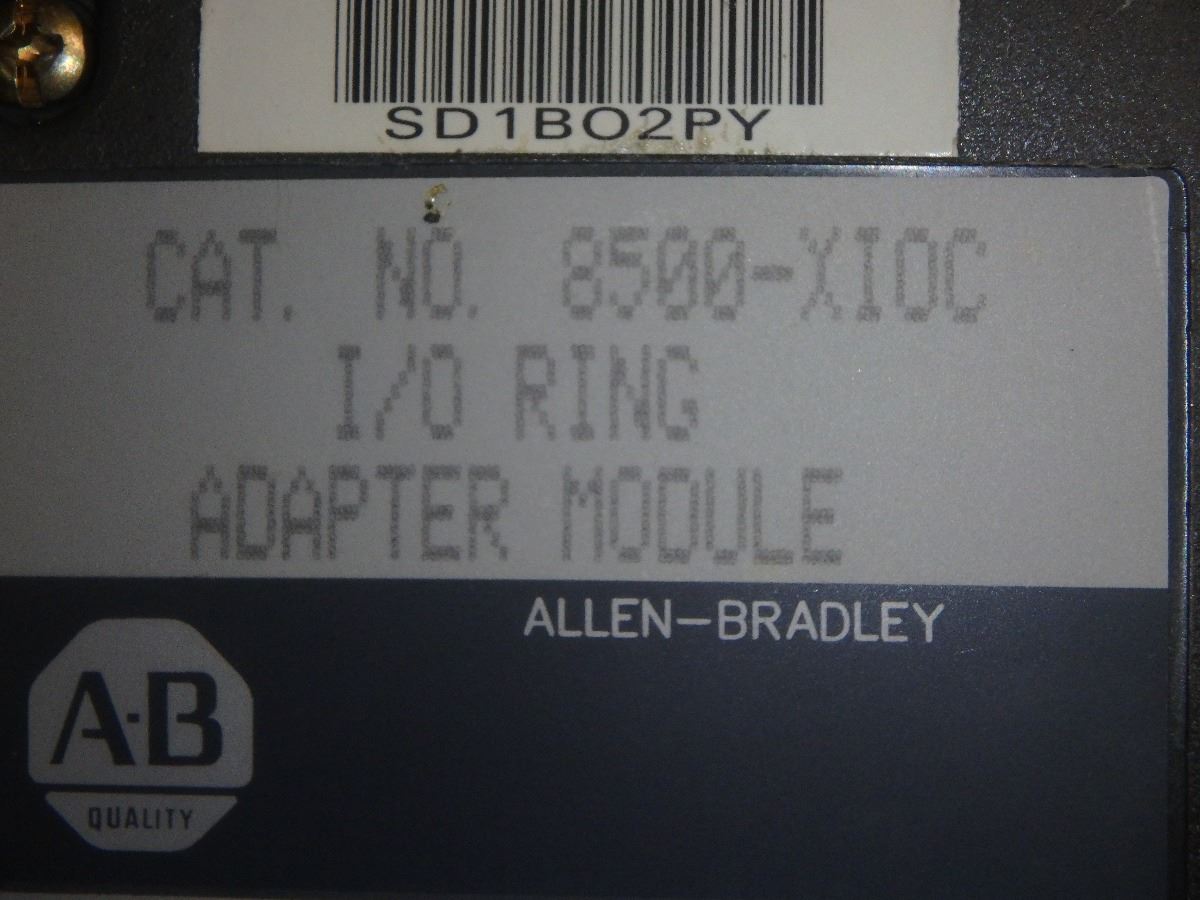 SD1BO2PY
CAT. NO. 8500-XIOC
I/O RING
ADAPTER MODULE
ALLEN-BRADLEY
A-B
QUALITY